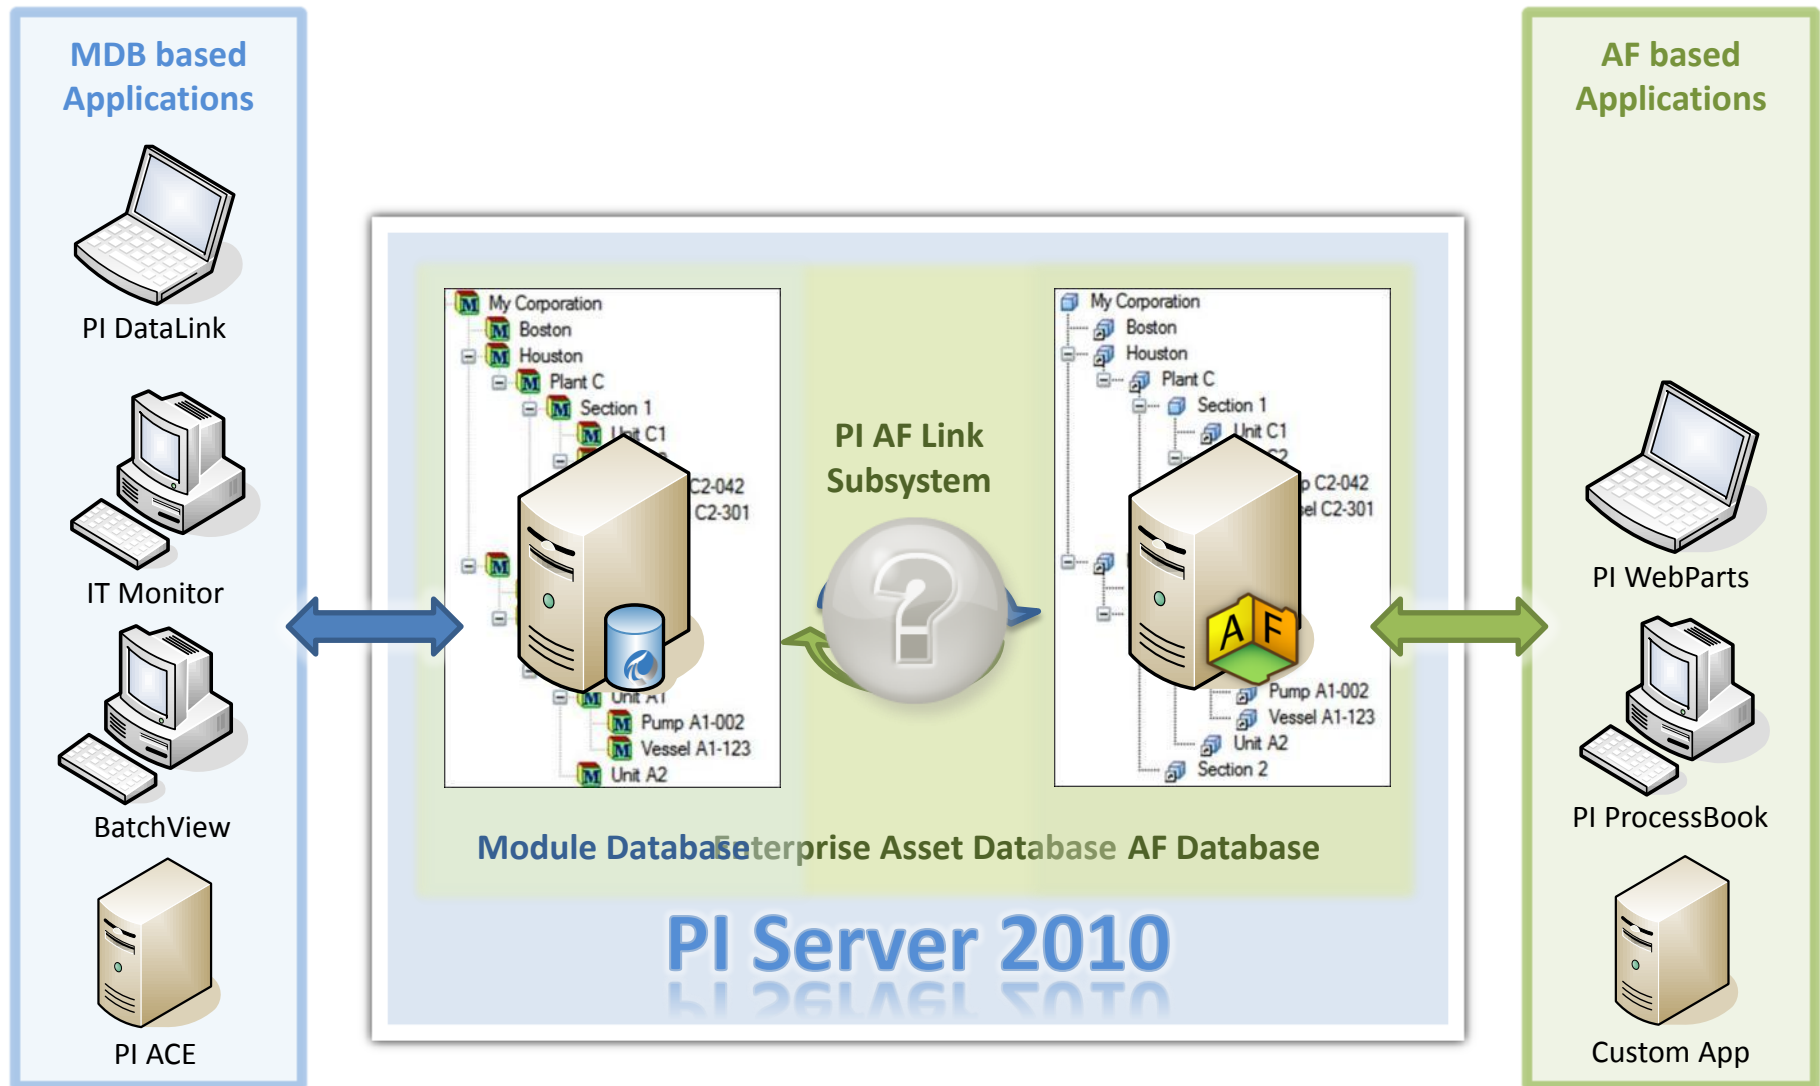 MDB based
Applications
PI DataLink
IT Monitor
BatchView
PI ACE
My Corporation
Boston
Houston
Plant C
Section 1
Unit C1
C2-042
C2-301
Unit A1
Pump A1-002
Vessel A1-123
Unit A2
Module Database
PI AF Link
Subsystem
Enterprise Asset Database
My Corporation
Boston
Houston
Plant C
Section 1
Unit C1
C2
C2-042
C2-301
A F
Pump A1-002
Vessel A1-123
Unit A2
Section 2
AF Database
PI Server 2010
AF based
Applications
PI WebParts
PI ProcessBook
Custom App